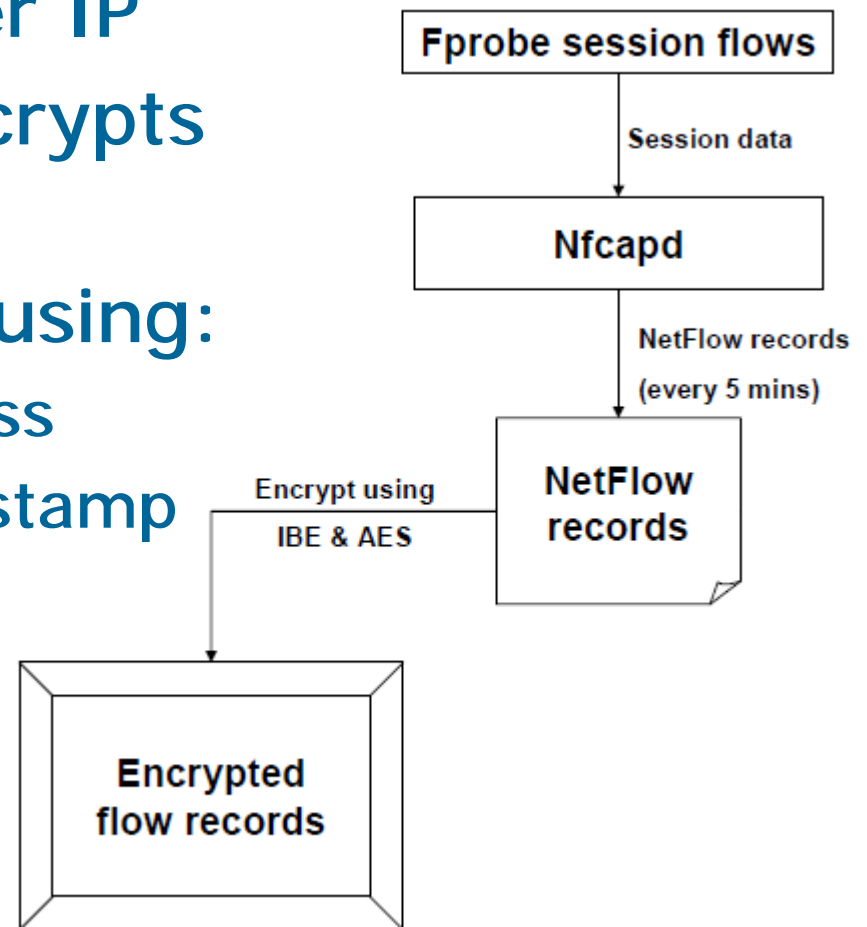 er IP
crypts
using:
ss
stamp
Fprobe session flows
Session data
Nfcapd
NetFlow records
(every 5 mins)
NetFlow
records
Encrypt using
IBE & AES
Encrypted
flow records